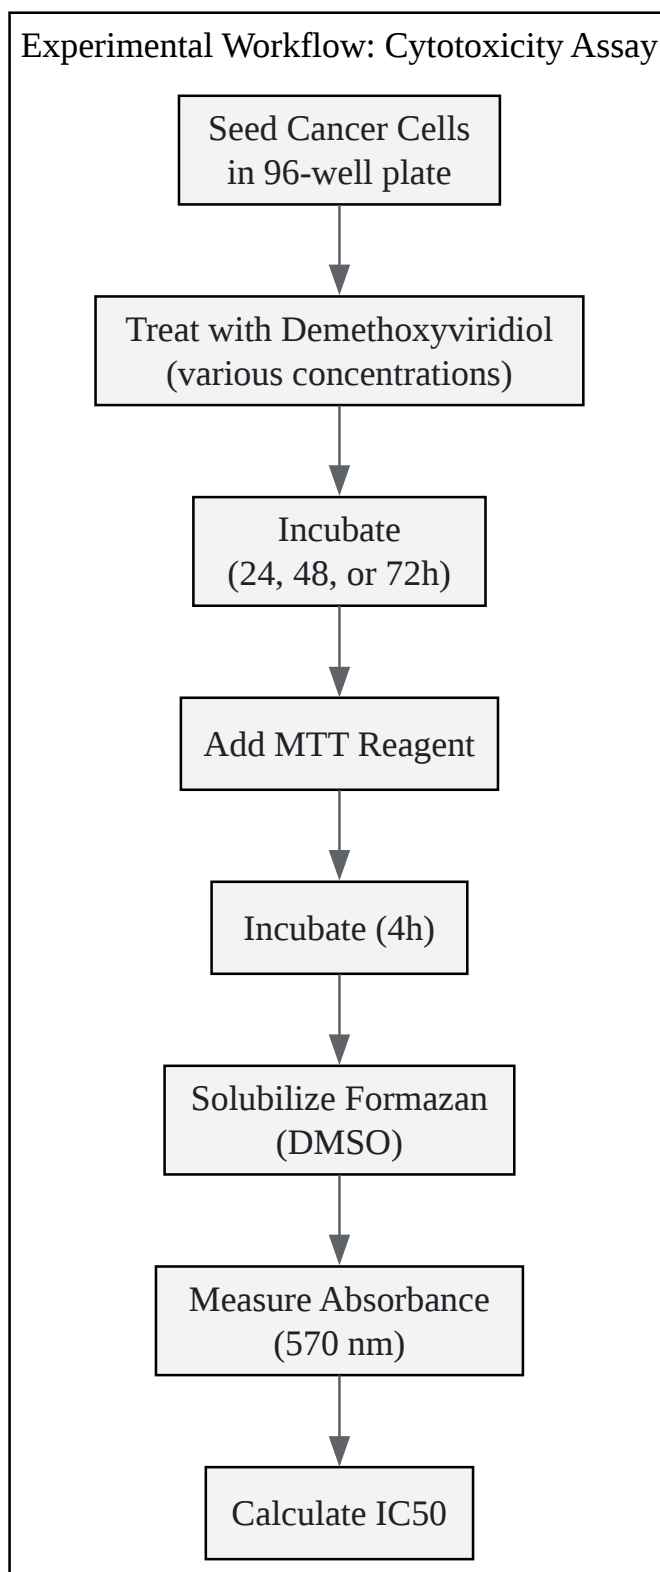 Experimental Workflow: Cytotoxicity Assay
Seed Cancer Cells
in 96-well plate
Treat with Demethoxyviridiol
(various concentrations)
Incubate
(24, 48, or 72h)
Add MTT Reagent
Incubate (4h)
Solubilize Formazan
(DMSO)
Measure Absorbance
(570 nm)
Calculate IC50